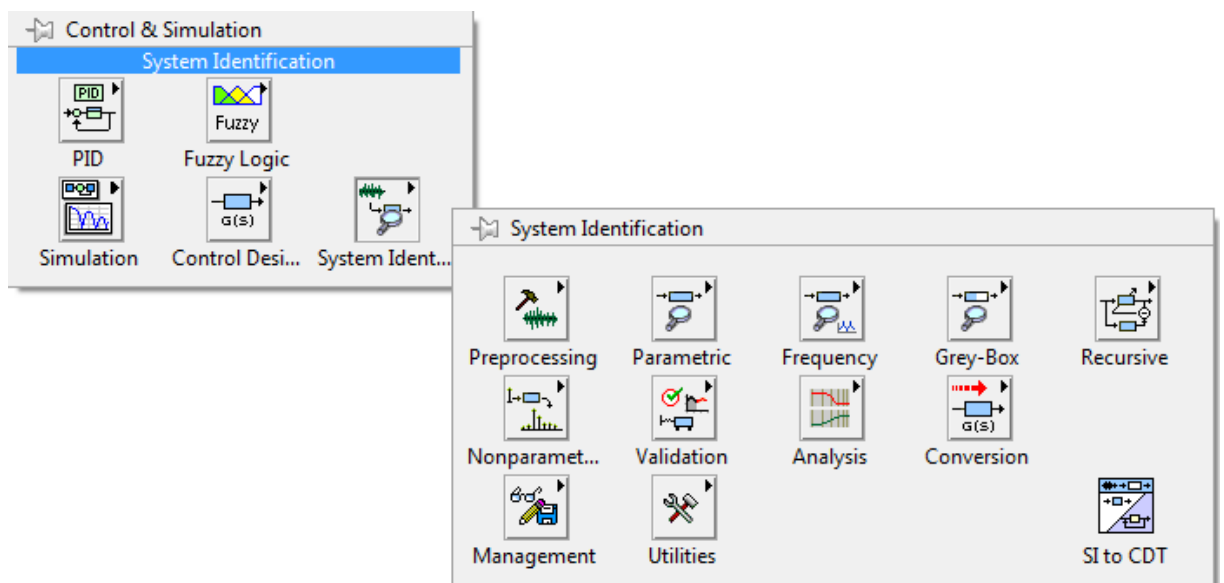 Control & Simulation
System Identification
PID
Fuzzy
PID
Fuzzy Logic
G(s)
Simulation
Control Desi...
System Ident...
System Identification
Preprocessing
Parametric
Frequency
Grey-Box
Recursive
G(s)
Nonparamet...
Validation
Analysis
Conversion
Management
Utilities
SI to CDT